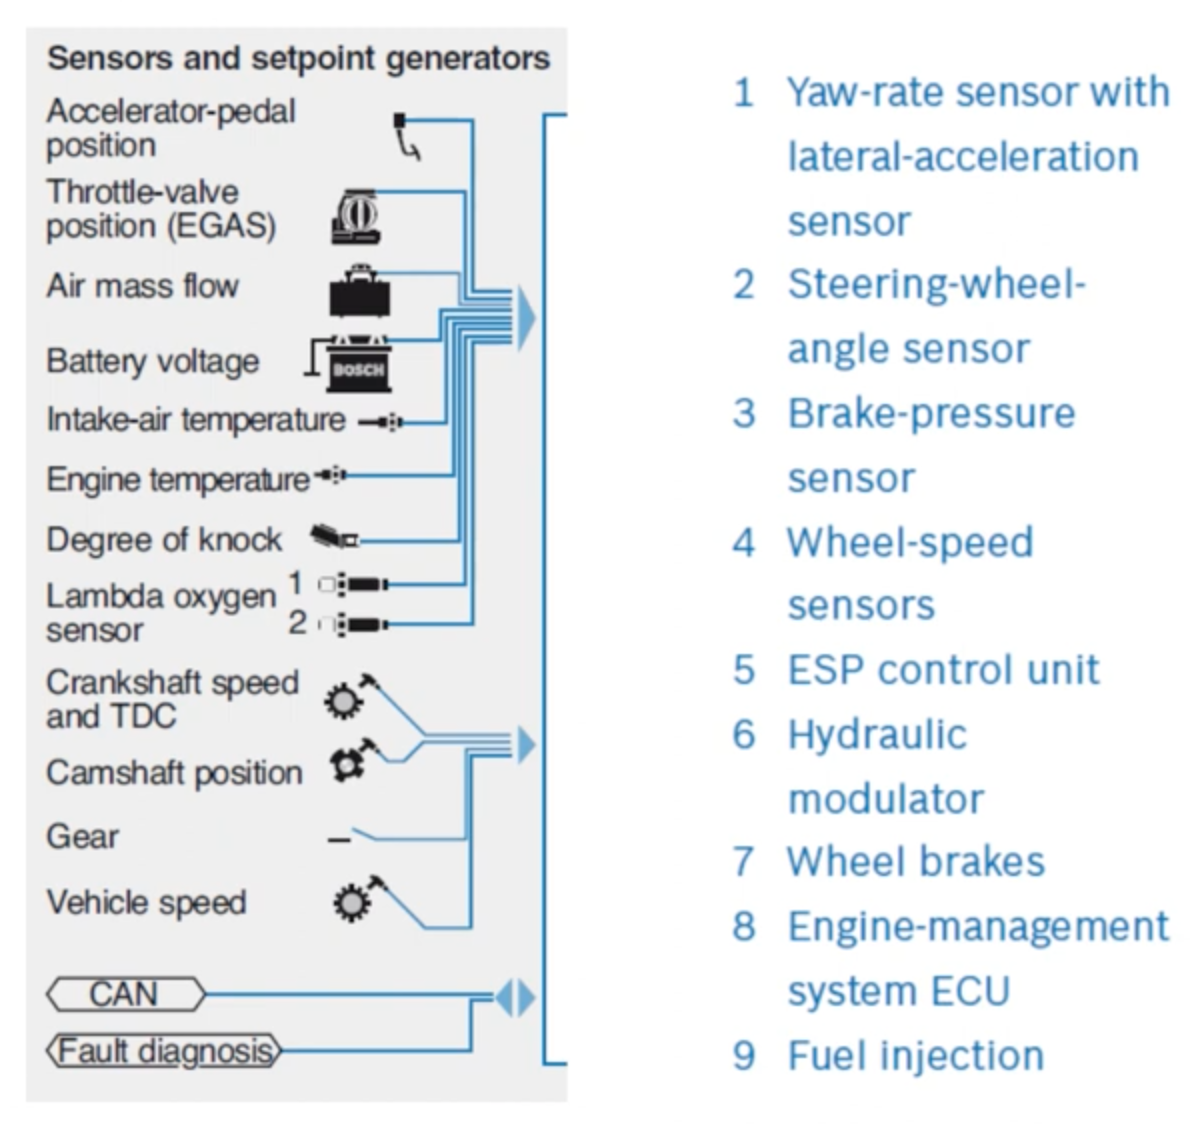 Sensors and setpoint generators
Accelerator-pedal
position
Throttle-valve
position (EGAS)
Air mass flow
Battery voltage
BOSCH
Intake-air temperature
Engine temperature
Degree of knock
Lambda oxygen 1
sensor 2
Crankshaft speed
and TDC
Camshaft position
Gear
Vehicle speed
CAN
Fault diagnosis
1 Yaw-rate sensor with
lateral-acceleration
sensor
2 Steering-wheel-
angle sensor
3 Brake-pressure
sensor
4 Wheel-speed
sensors
5 ESP control unit
6 Hydraulic
modulator
7 Wheel brakes
8 Engine-management
system ECU
9 Fuel injection